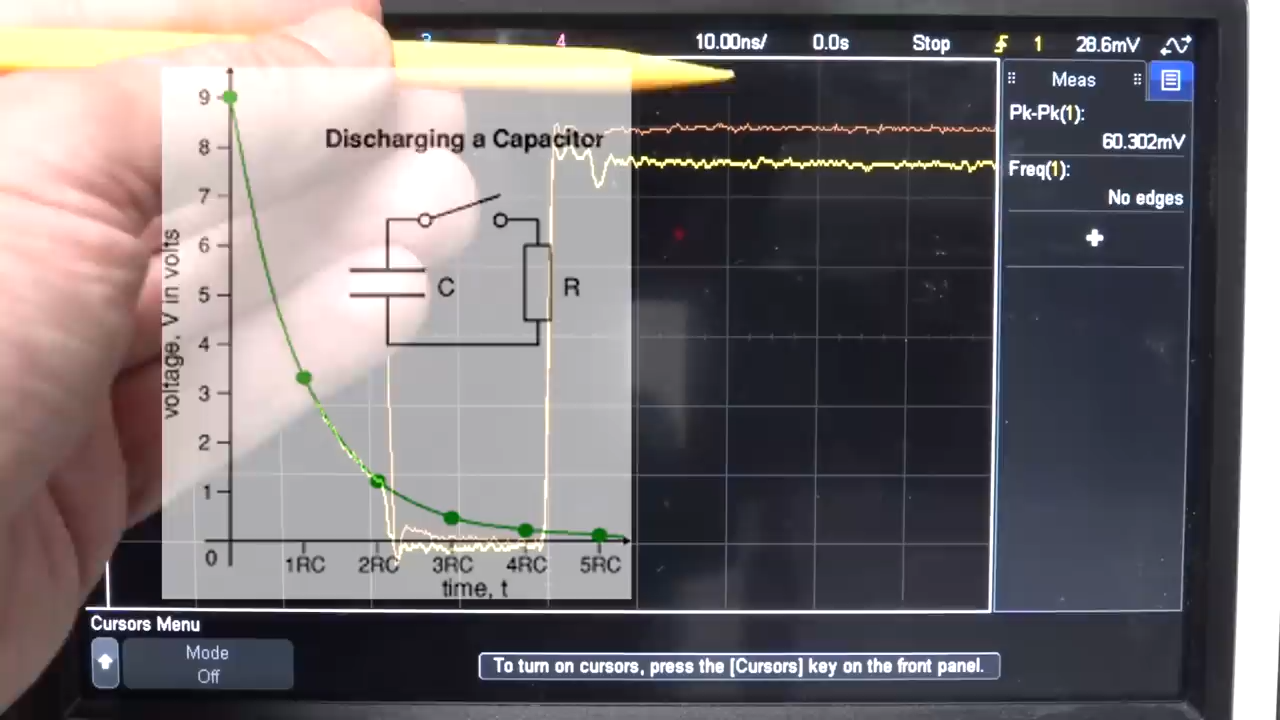 3 4 10.00ns/ 0.0s Stop 1 28.6mV
Meas
Pk-Pk(1):
60.302mV
Freq(1):
No edges
Discharging a Capacitor
voltage, V in volts
9
8
7
6
5
4
3
2
1
0
C
R
1RC 2RC 3RC 4RC 5RC
time, t
Cursors Menu
Mode
Off
To turn on cursors, press the [Cursors] key on the front panel.